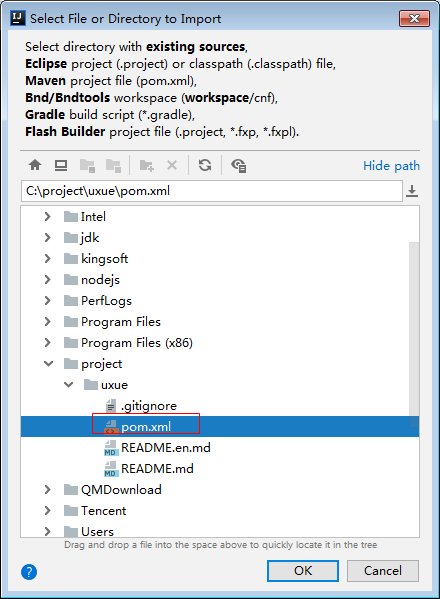 Select File or Directory to Import
Select directory with existing sources,
Eclipse project (.project) or classpath (.classpath) file,
Maven project file (pom.xml),
Bnd/Bndtools workspace (workspace/cnf),
Gradle build script (*.gradle),
Flash Builder project file (.project, *.fxp, *.fxpl).
Hide path
C:\project\uxue\pom.xml
Intel
jdk
kingsoft
nodejs
PerfLogs
Program Files
Program Files (x86)
project
uxue
.gitignore
pom.xml
README.en.md
README.md
QMDownload
Tencent
Users
Drag and drop a file into the space above to quickly locate it in the tree
OK
Cancel